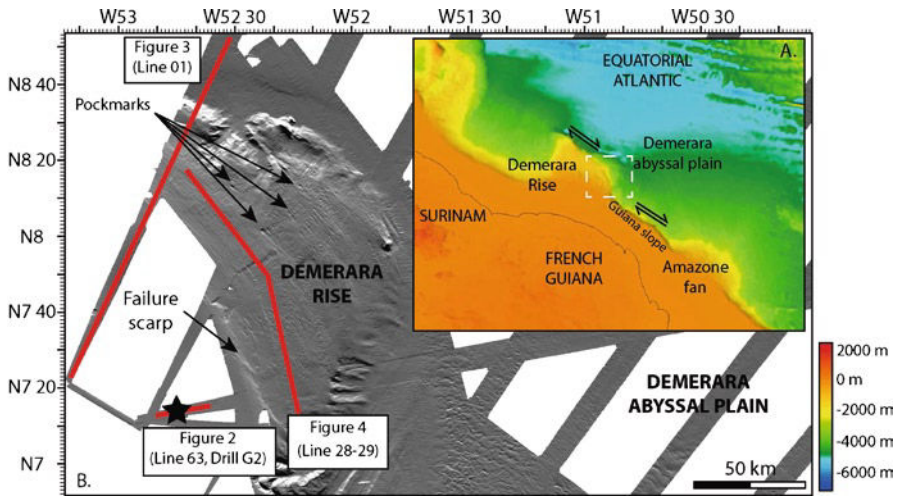 W53 W52 30 W52 W51 30 W51 W50 30
N8 40
N8 20
N8
N7 40
N7 20
N7
Figure 3
(Line 01)
Pockmarks
DEMERARA
RISE
Failure
scarp
Figure 2
(Line 63, Drill G2)
Figure 4
(Line 28-29)
B.
A.
EQUATORIAL
ATLANTIC
Demerara
abyssal plain
Demerara
Rise
SURINAM
Guiana slope
FRENCH
GUIANA
Amazone
fan
DEMERARA
ABYSSAL PLAIN
50 km
2000 m
0 m
-2000 m
-4000 m
-6000 m